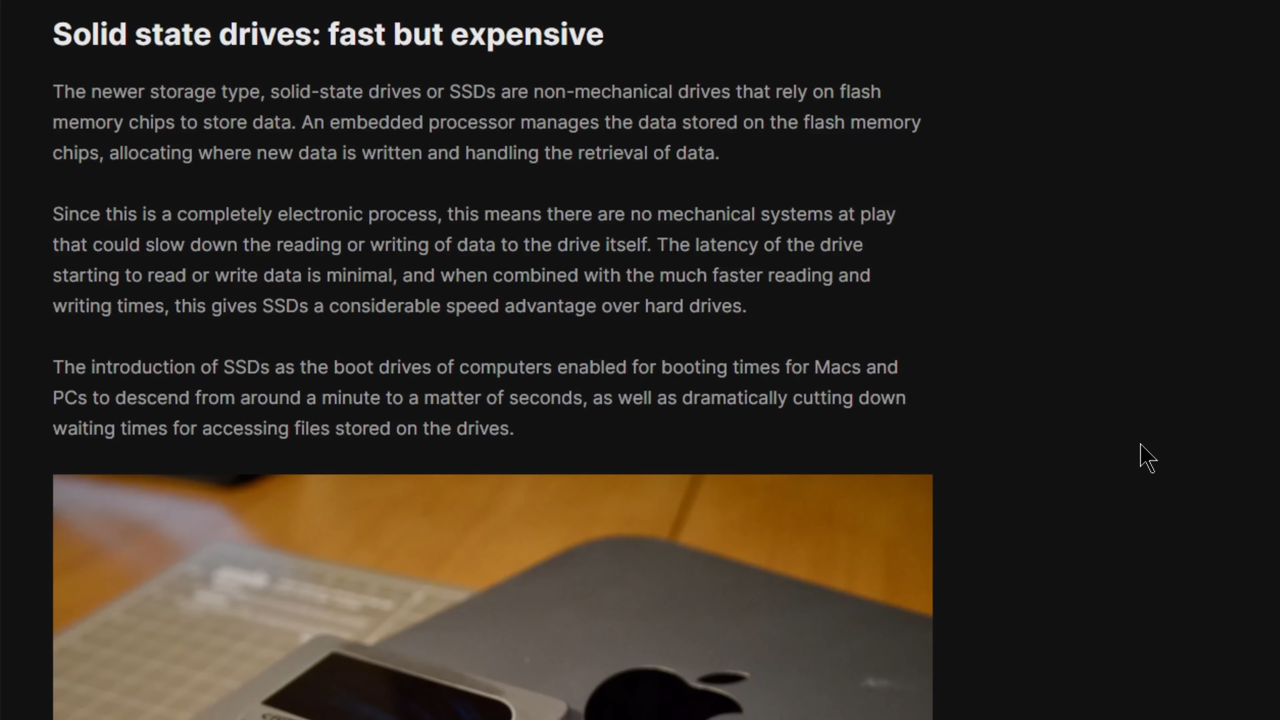 Solid state drives: fast but expensive
The newer storage type, solid-state drives or SSDs are non-mechanical drives that rely on flash
memory chips to store data. An embedded processor manages the data stored on the flash memory
chips, allocating where new data is written and handling the retrieval of data.
Since this is a completely electronic process, this means there are no mechanical systems at play
that could slow down the reading or writing of data to the drive itself. The latency of the drive
starting to read or write data is minimal, and when combined with the much faster reading and
writing times, this gives SSDs a considerable speed advantage over hard drives.
The introduction of SSDs as the boot drives of computers enabled for booting times for Macs and
PCs to descend from around a minute to a matter of seconds, as well as dramatically cutting down
waiting times for accessing files stored on the drives.